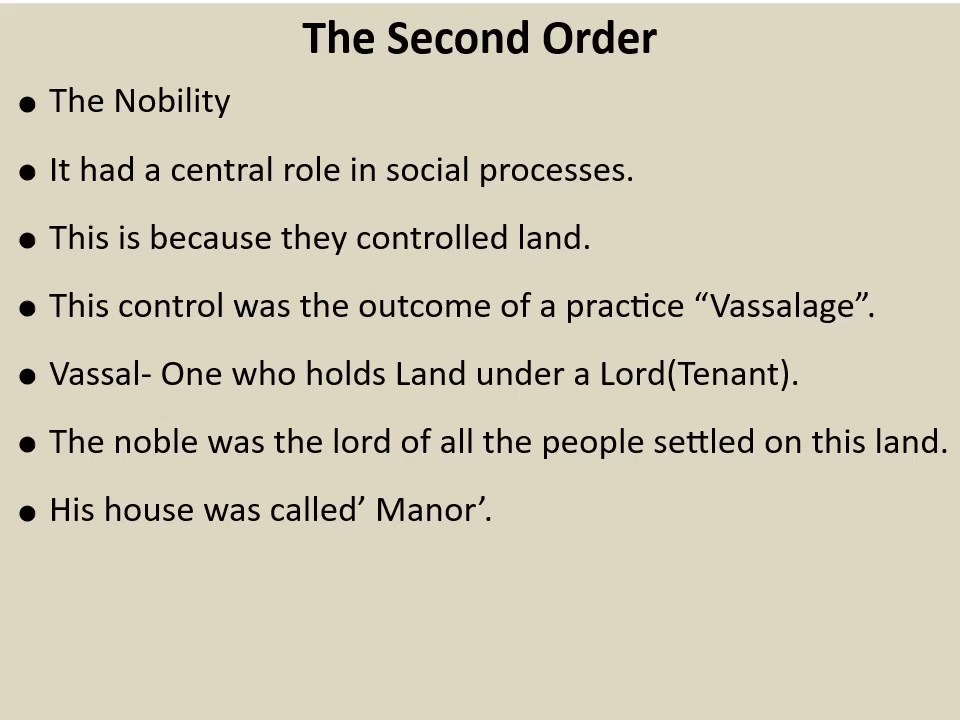 The Second Order
● The Nobility
● It had a central role in social processes.
● This is because they controlled land.
● This control was the outcome of a practice “Vassalage”.
● Vassal- One who holds Land under a Lord(Tenant).
● The noble was the lord of all the people settled on this land.
● His house was called’ Manor’.